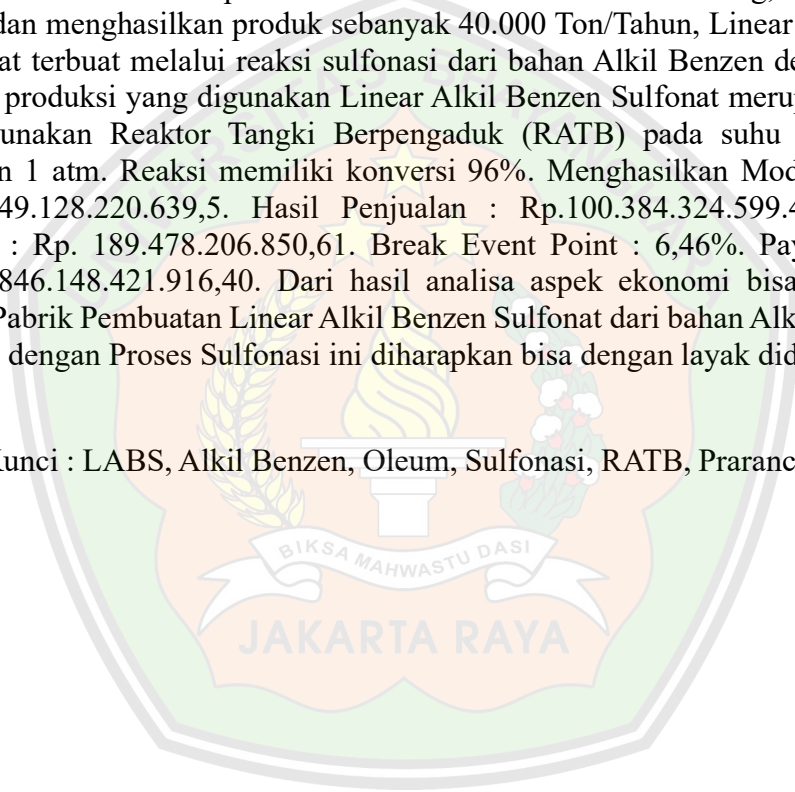 dan menghasilkan produk sebanyak 40.000 Ton/Tahun, Linear
at terbuat melalui reaksi sulfonasi dari bahan Alkil Benzen de
produksi yang digunakan Linear Alkil Benzen Sulfonat merup
unakan Reaktor Tangki Berpengaduk (RATB) pada suhu
n 1 atm. Reaksi memiliki konversi 96%. Menghasilkan Mod
49.128.220.639,5. Hasil Penjualan : Rp.100.384.324.599.4
: Rp. 189.478.206.850,61. Break Event Point : 6,46%. Pay
846.148.421.916,40. Dari hasil analisa aspek ekonomi bisa
Pabrik Pembuatan Linear Alkil Benzen Sulfonat dari bahan Alk
dengan Proses Sulfonasi ini diharapkan bisa dengan layak did
Kunci : LABS, Alkil Benzen, Oleum, Sulfonasi, RATB, Prraranc
BIKSA MAHWASTU DASI
JAKARTA RAYA